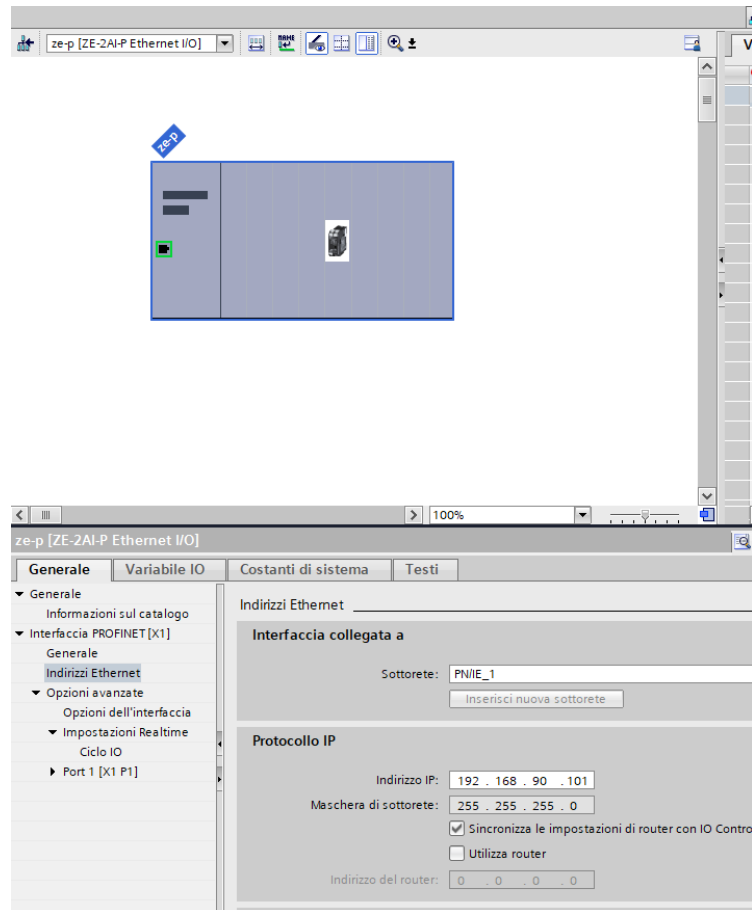 ze-p [ZE-2AI-P Ethernet I/O]
V
ze-p
100%
ze-p [ZE-2AI-P Ethernet I/O]
Generale Variabile IO Costanti di sistema Testi
Generale
Informazioni sul catalogo
Interfaccia PROFINET [X1]
Generale
Indirizzi Ethernet
Opzioni avanzate
Opzioni dell'interfaccia
Impostazioni Realtime
Ciclo IO
Port 1 [X1 P1]
Indirizzi Ethernet
Interfaccia collegata a
Sottorete: PN/IE_1
Inserisci nuova sottorete
Protocollo IP
Indirizzo IP: 192 . 168 . 90 . 101
Maschera di sottorete: 255 . 255 . 255 . 0
Sincronizza le impostazioni di router con IO Contro
Utilizza router
Indirizzo del router: 0 . 0 . 0 . 0